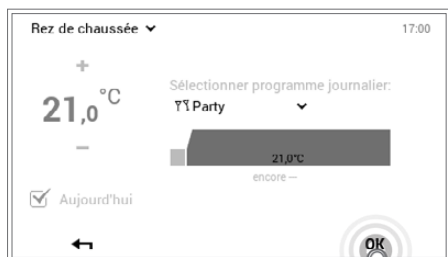 Rez de chaussée
17:00
+
21,0 °C
−
Sélectionner programme journalier:
Party
21,0°C
encore --
Aujourd'hui
OK